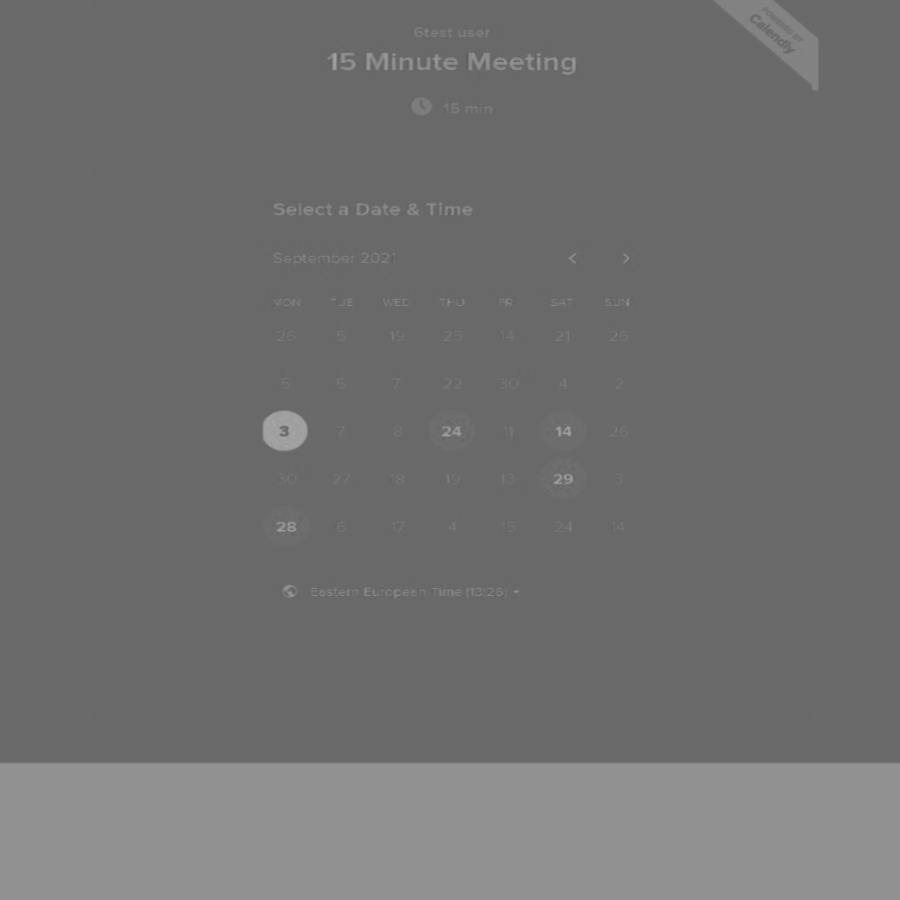 POWERED BY
Calendly
6test user
15 Minute Meeting
15 min
Select a Date & Time
September 2021
MON TUE WED THU FRI SAT SUN
26 5 19 25 14 21 26
5 5 7 22 30 4 2
3 7 8 24 11 14 26
30 27 18 19 13 29 3
28 6 17 4 15 24 14
Eastern European Time (13:26)